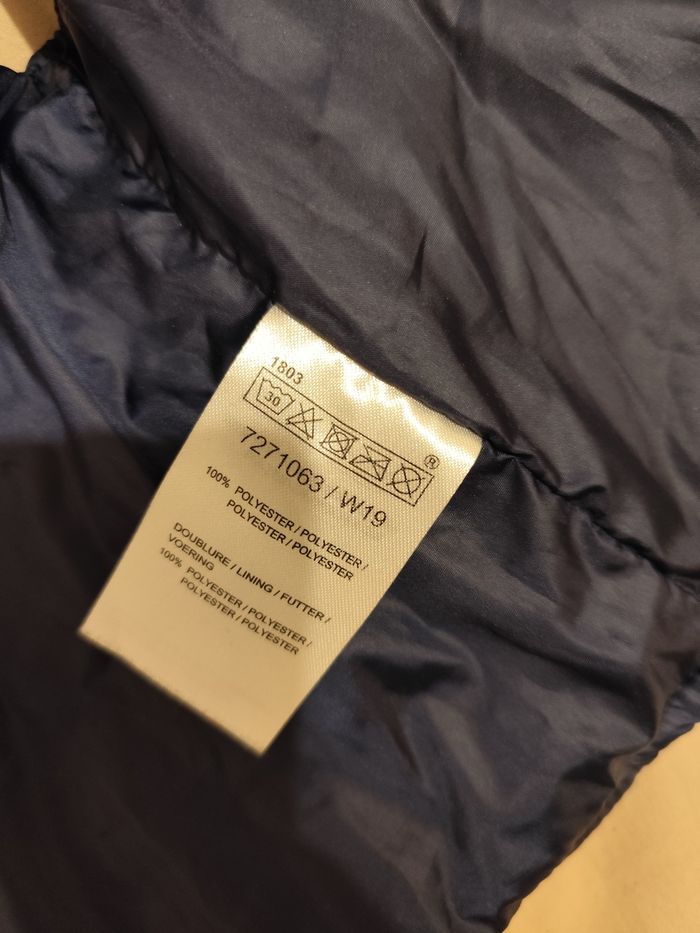 1803
30
®
7271063 / W19
100% POLYESTER / POLYESTER /
POLYESTER / POLYESTER
DOUBLURE / LINING / FUTTER /
VOERING
100% POLYESTER / POLYESTER /
POLYESTER / POLYESTER